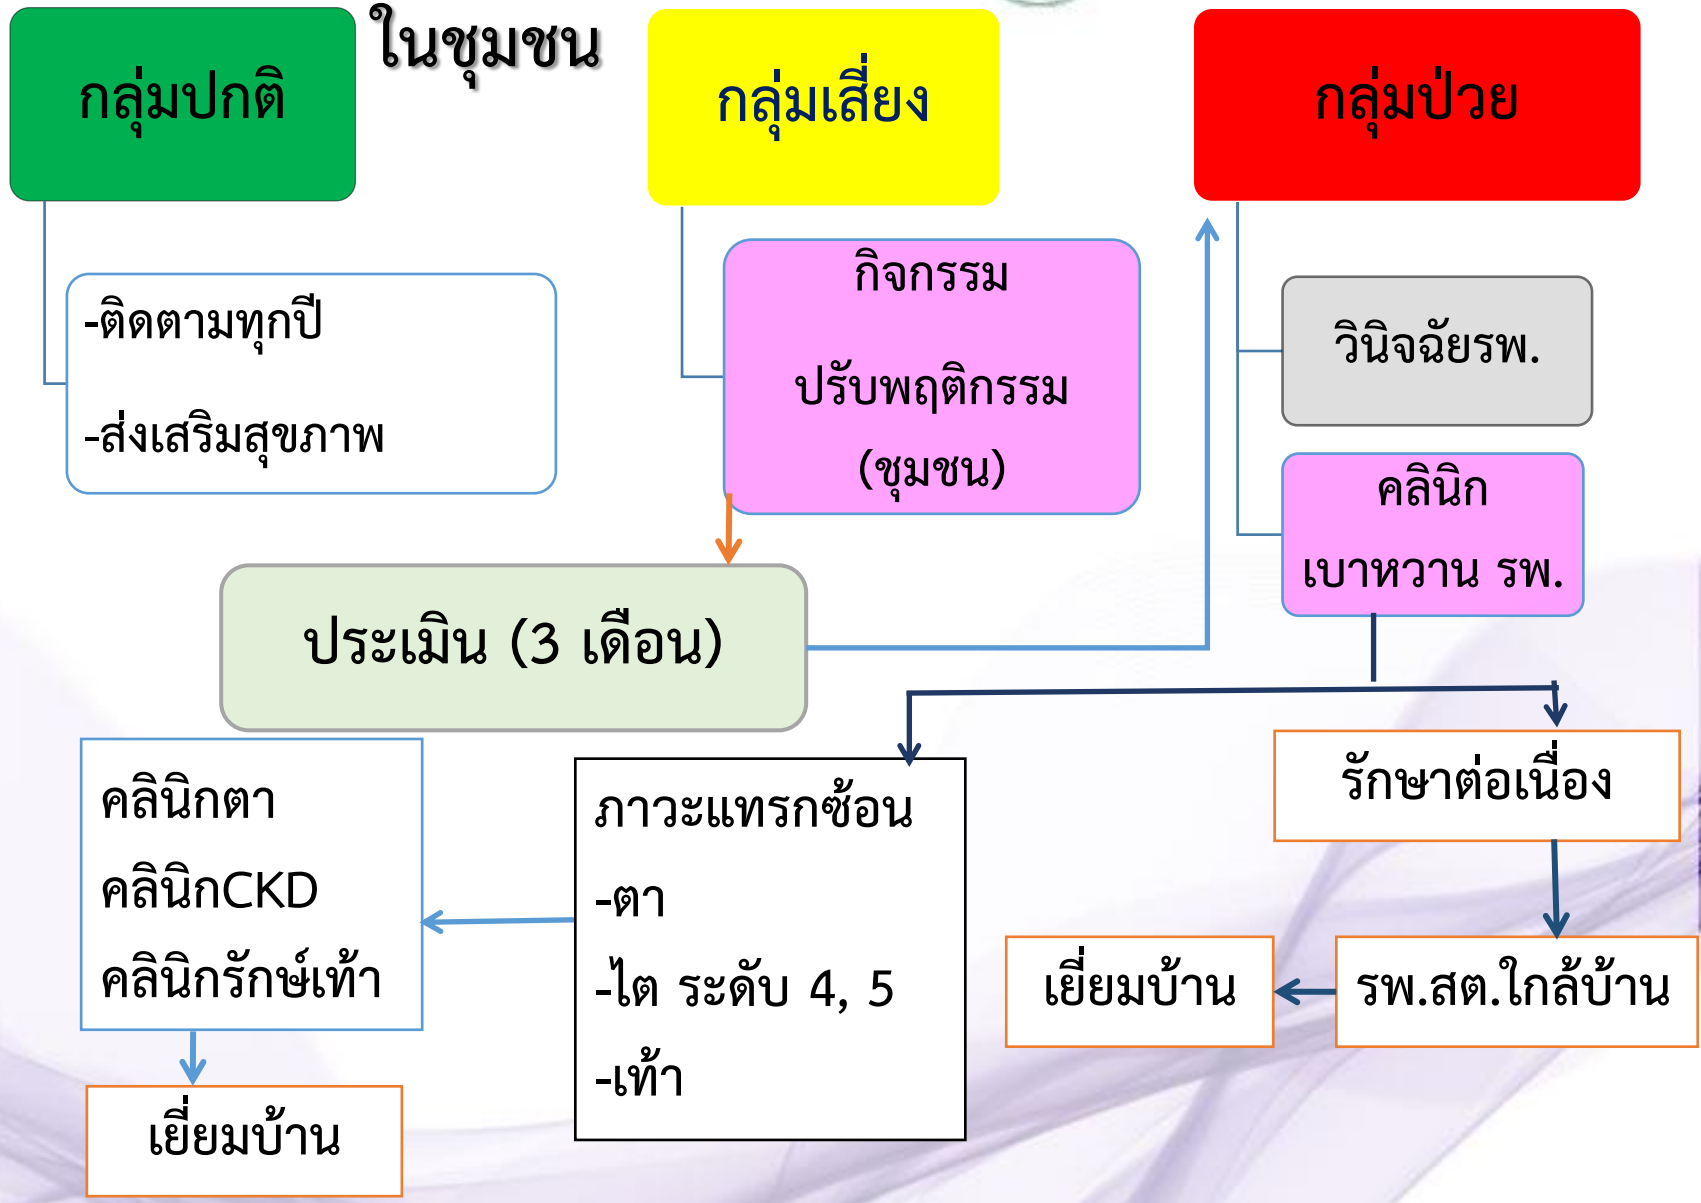 ในชุมชน
กลุ่มปกติ
กลุ่มเสี่ยง
กลุ่มป่วย
-ติดตามทุกปี
-ส่งเสริมสุขภาพ
กิจกรรม
ปรับพฤติกรรม
(ชุมชน)
วินิจฉัยรพ.
คลินิก
เบาหวาน รพ.
ประเมิน (3 เดือน)
คลินิกตา
คลินิกCKD
คลินิกรักษ์เท้า
ภาวะแทรกซ้อน
-ตา
-ไต ระดับ 4, 5
-เท้า
รักษาต่อเนื่อง
เยี่ยมบ้าน
รพ.สต.ใกล้บ้าน
เยี่ยมบ้าน